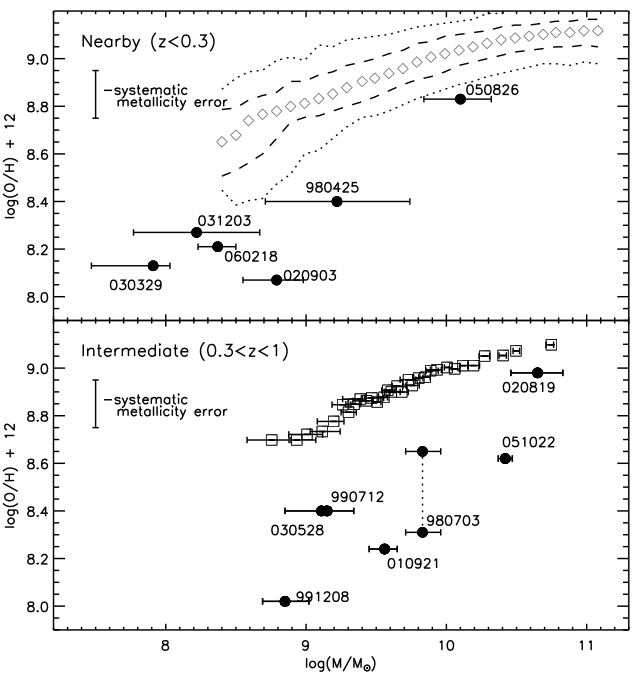 Nearby (z<0.3)
-systematic
metallicity error
050826
980425
031203
060218
020903
030329
log(O/H) + 12
9.0
8.8
8.6
8.4
8.2
8.0
Intermediate (0.3<z<1)
-systematic
metallicity error
020819
051022
990712
030528
980703
010921
991208
log(O/H) + 12
9.0
8.8
8.6
8.4
8.2
8.0
8 9 10 11
log(M/M⊙)